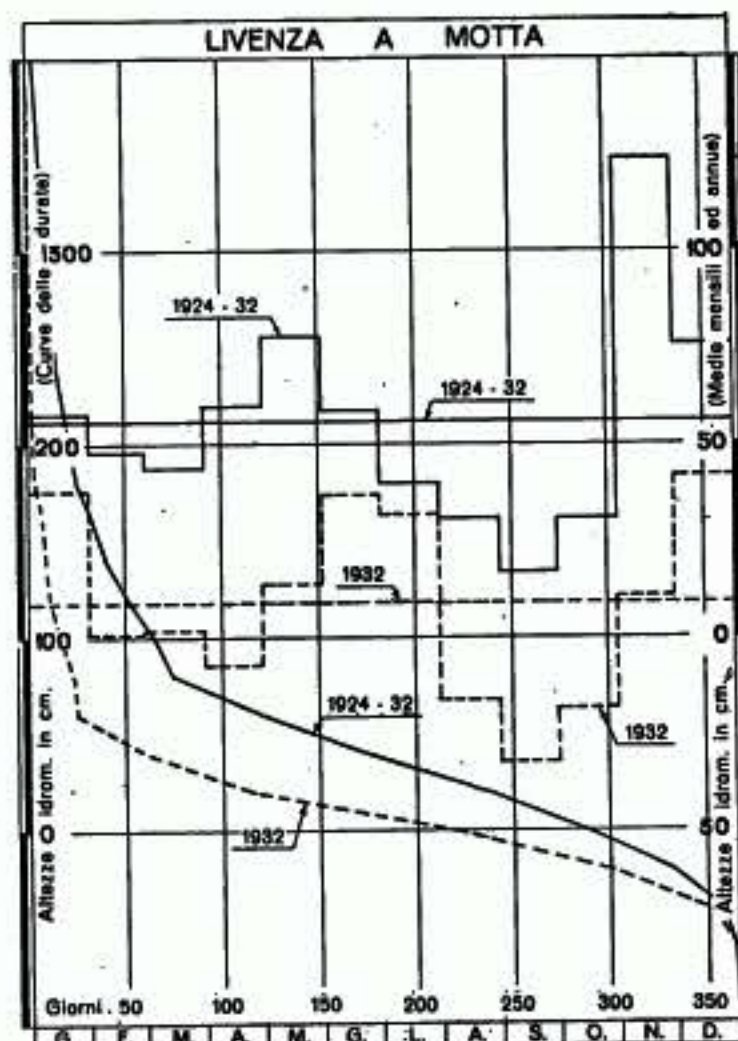 LIVENZA A MOTTA
(Curve delle durate)
Altezze idrom. in cm.
300
200
100
0
(Medie mensili ed annue)
Altezze idrom. in cm.
100
50
0
50
1924 - 32
1924 - 32
1932
1924 - 32
1932
1932
Giorni. 50 100 150 200 250 300 350
G. F. M. A. M. G. L. A. S. O. N. D.